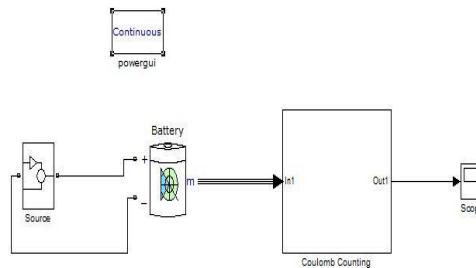 Continuous
powergui
Battery
+
m
In1
Out1
−
Source
Scop
Coulomb Counting